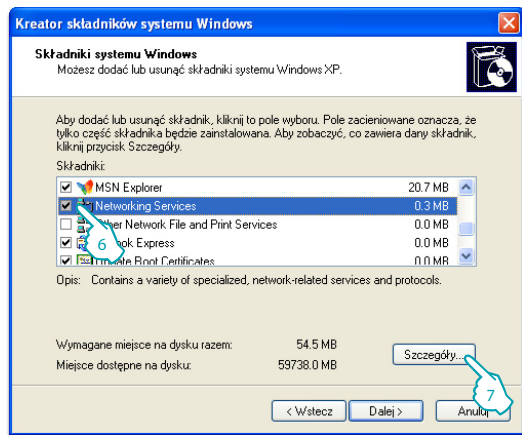 Kreator składników systemu Windows
Składniki systemu Windows
Możesz dodać lub usunąć składniki systemu Windows XP.
Aby dodać lub usunąć składnik, kliknij to pole wyboru. Pole zacieniowane oznacza, że
tylko część składnika będzie zainstalowana. Aby zobaczyć, co zawiera dany składnik,
kliknij przycisk Szczegóły.
Składniki:
MSN Explorer 20.7 MB
Networking Services 0.3 MB
Other Network File and Print Services 0.0 MB
6
Express 0.0 MB
Root Certificates 0.0 MB
Opis: Contains a variety of specialized, network-related services and protocols.
Wymagane miejsce na dysku razem: 54.5 MB
Miejsce dostępne na dysku: 59738.0 MB
Szczegóły...
7
< Wstecz Dalej > Anuluj